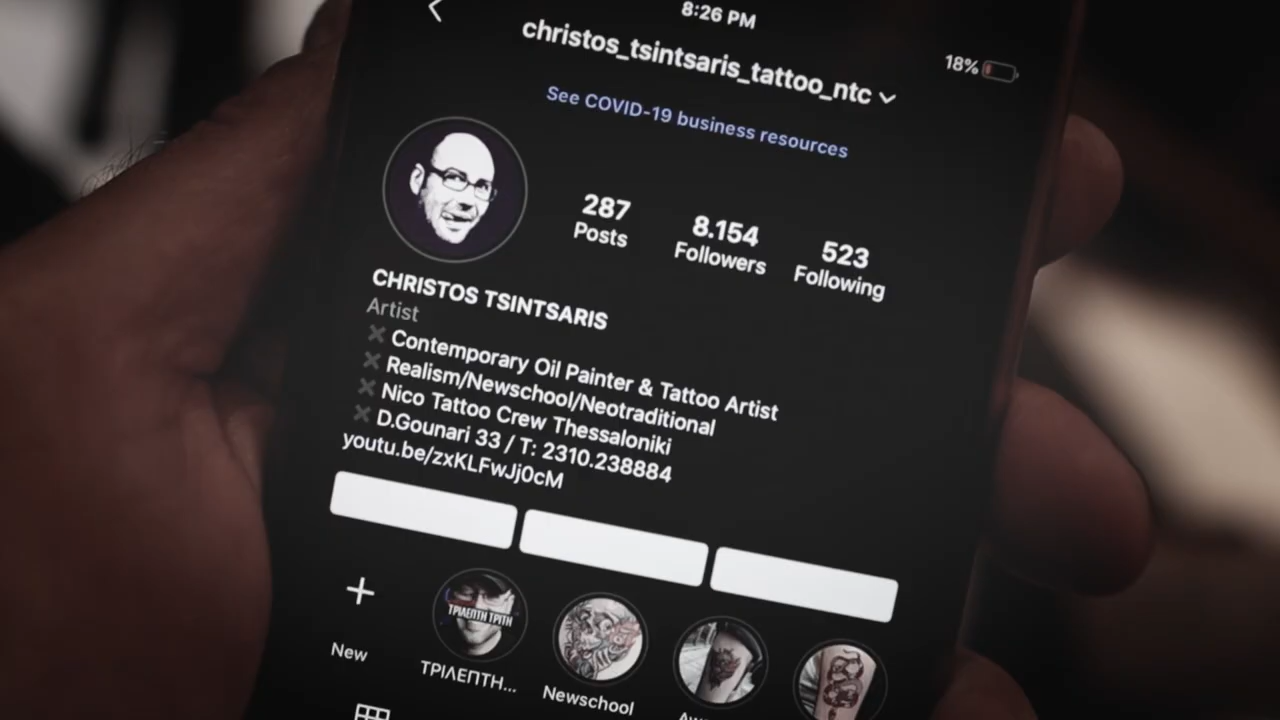 8:26 PM
18%
christos_tsintsaris_tattoo_ntc
See COVID-19 business resources
287
Posts
8.154
Followers
523
Following
CHRISTOS TSINTSARIS
Artist
Contemporary Oil Painter & Tattoo Artist
Realism/Newschool/Neotraditional
Nico Tattoo Crew Thessaloniki
D.Gounari 33 / T: 2310.238884
youtu.be/zxKLFwJj0cM
ΤΡΙΛΕΠΤΗ ΤΡΙΤΗ
New
ΤΡΙΛΕΠΤΗ...
Newschool